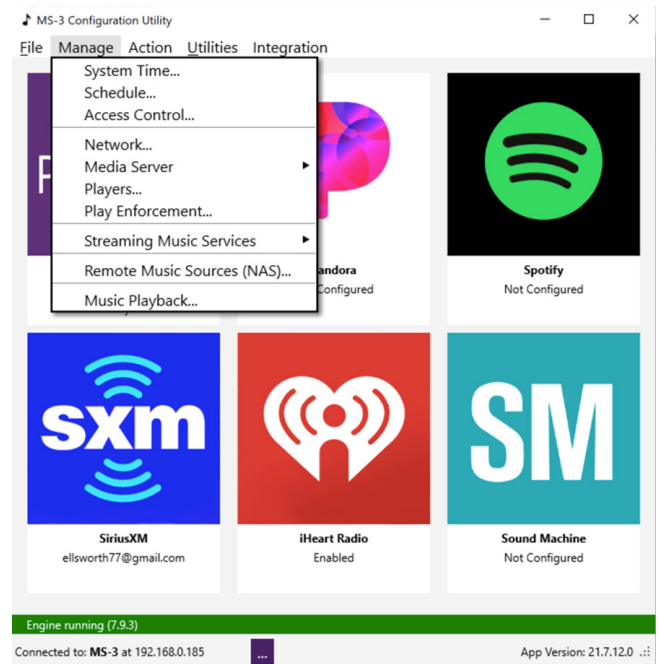 MS-3 Configuration Utility
File Manage Action Utilities Integration
System Time...
Schedule...
Access Control...
Network...
Media Server
Players...
Play Enforcement...
Streaming Music Services
Remote Music Sources (NAS)...
Music Playback...
P
andora
Configured
Spotify
Not Configured
sxm
SM
SiriusXM
ellsworth77@gmail.com
iHeart Radio
Enabled
Sound Machine
Not Configured
Engine running (7.9.3)
Connected to: MS-3 at 192.168.0.185
...
App Version: 21.7.12.0